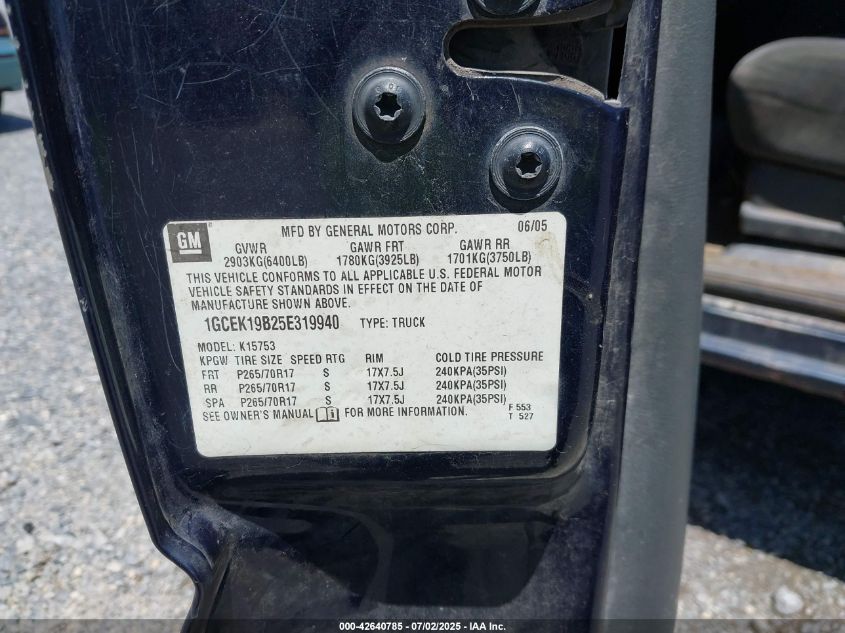 GM
MFD BY GENERAL MOTORS CORP. 06/05
GVWR GAWR FRT GAWR RR
2903KG(6400LB) 1780KG(3925LB) 1701KG(3750LB)
THIS VEHICLE CONFORMS TO ALL APPLICABLE U.S. FEDERAL MOTOR
VEHICLE SAFETY STANDARDS IN EFFECT ON THE DATE OF
MANUFACTURE SHOWN ABOVE.
1GCEK19B25E319940 TYPE: TRUCK
MODEL: K15753
KPGW TIRE SIZE SPEED RTG RIM COLD TIRE PRESSURE
FRT P265/70R17 S 17X7.5J 240KPA(35PSI)
RR P265/70R17 S 17X7.5J 240KPA(35PSI)
SPA P265/70R17 S 17X7.5J 240KPA(35PSI)
SEE OWNER'S MANUAL FOR MORE INFORMATION. F 553
T 527
000-42640785 - 07/02/2025 - IAA Inc.